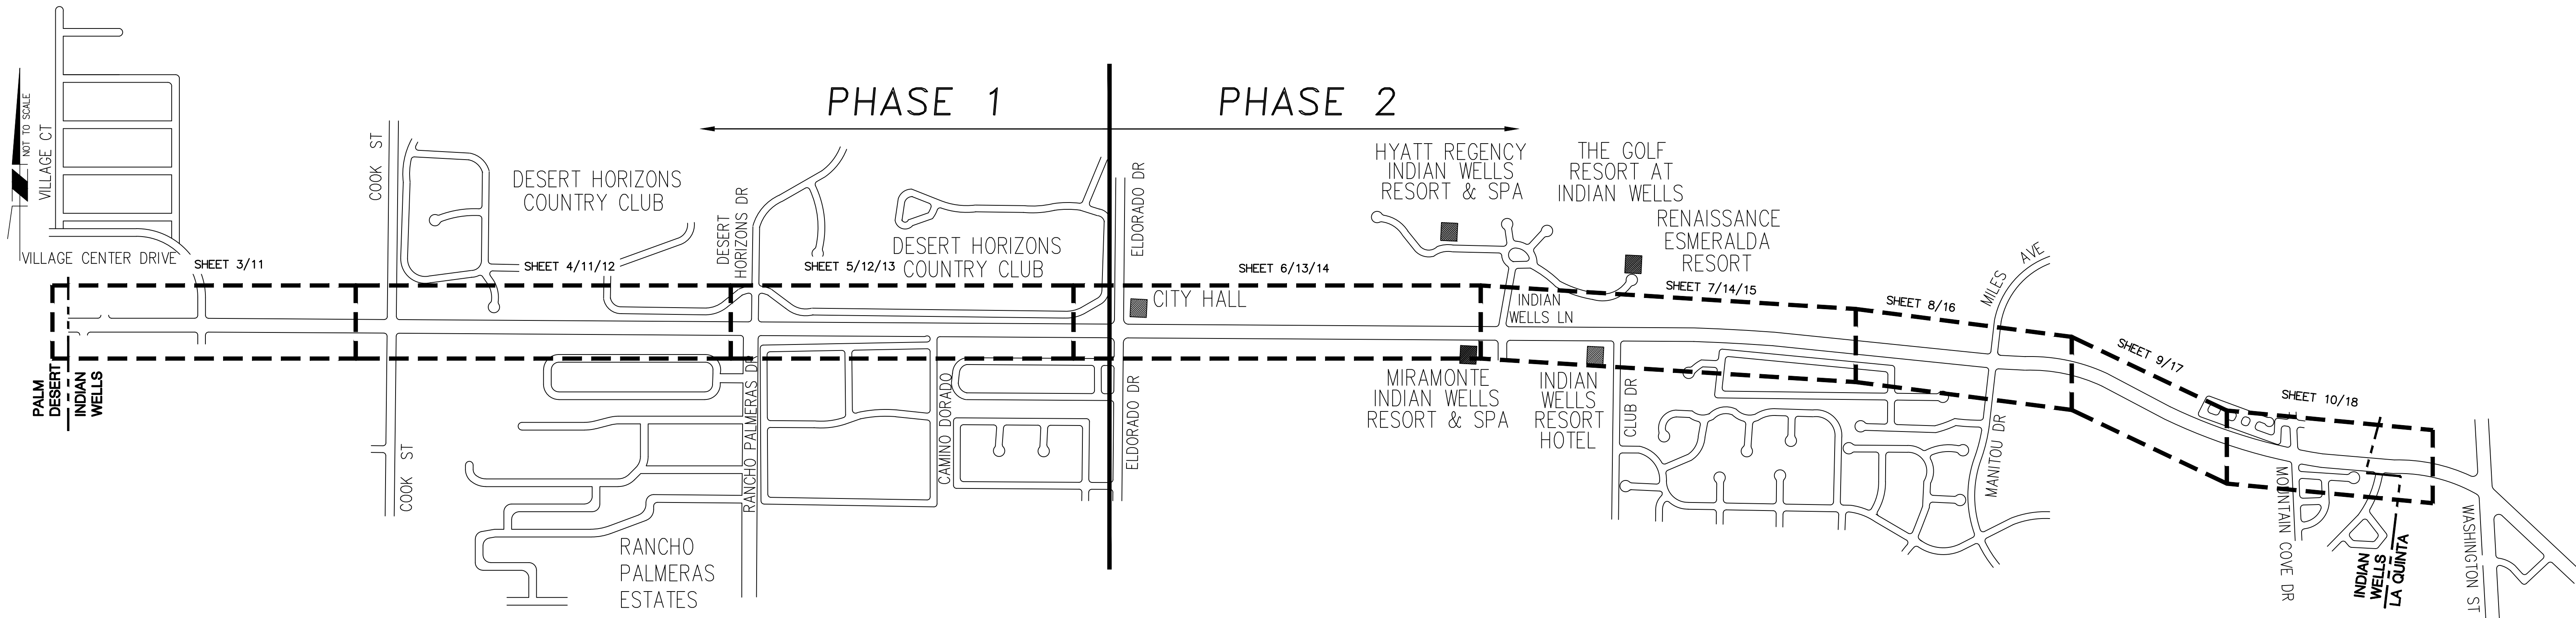 PHASE 1
PHASE 2
NOT TO SCALE
VILLAGE CT
VILLAGE CENTER DRIVE
SHEET 3/11
PALM
DESERT
INDIAN
WELLS
COOK ST
COOK ST
DESERT HORIZONS
COUNTRY CLUB
SHEET 4/11/12
DESERT
HORIZONS DR
SHEET 5/12/13
DESERT HORIZONS
COUNTRY CLUB
RANCHO PALMERAS DR
RANCHO
PALMERAS
ESTATES
CAMINO DORADO
ELDORADO DR
ELDORADO DR
CITY HALL
SHEET 6/13/14
HYATT REGENCY
INDIAN WELLS
RESORT & SPA
THE GOLF
RESORT AT
INDIAN WELLS
RENAISSANCE
ESMERALDA
RESORT
INDIAN
WELLS LN
SHEET 7/14/15
MIRAMONTE
INDIAN WELLS
RESORT & SPA
INDIAN
WELLS
RESORT
HOTEL
CLUB DR
SHEET 8/16
MILES AVE
MANITOU DR
SHEET 9/17
SHEET 10/18
MOUNTAIN COVE DR
INDIAN
WELLS
LA QUINTA
WASHINGTON ST